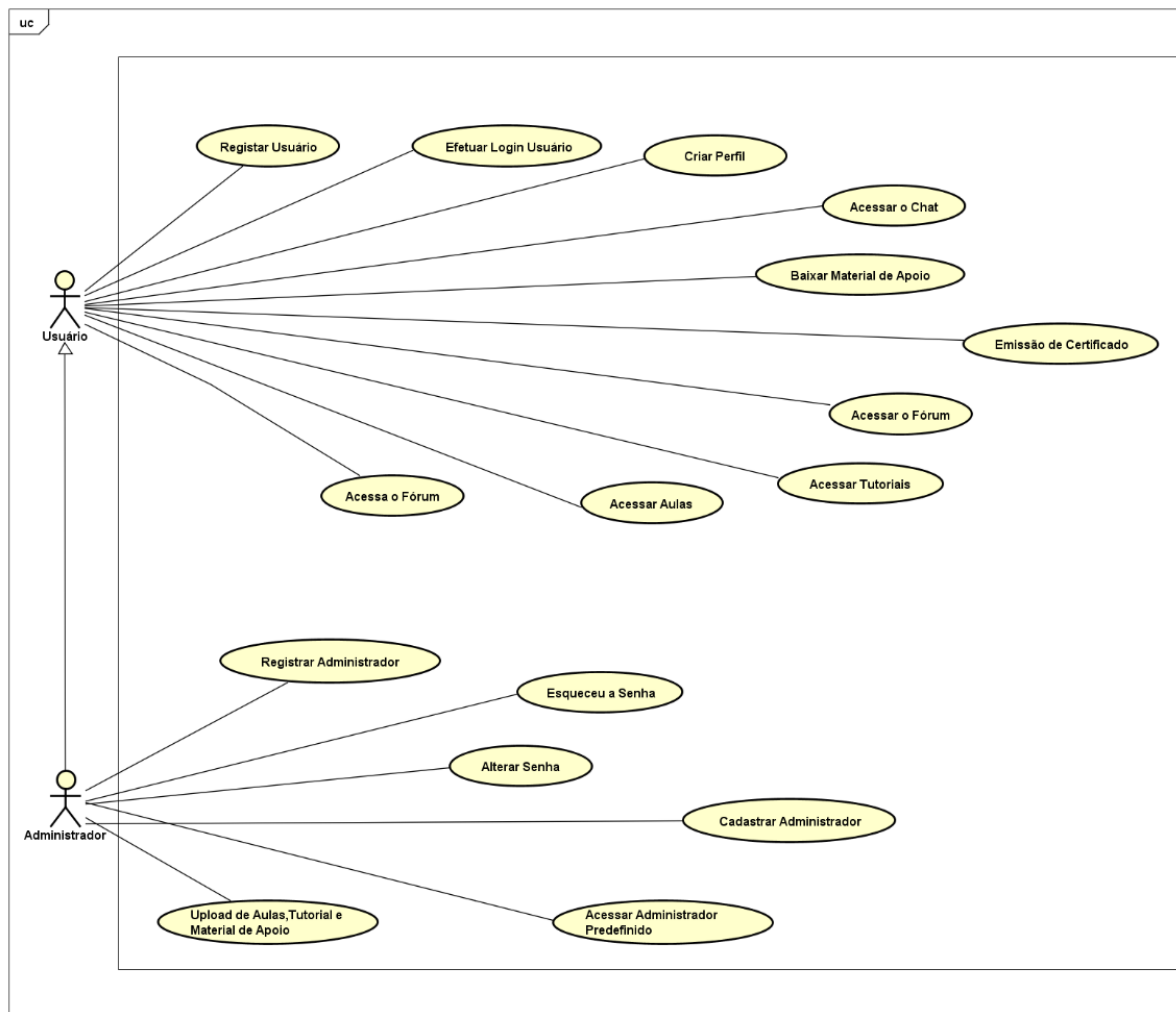 uc
Registar Usuário
Efetuar Login Usuário
Criar Perfil
Acessar o Chat
Baixar Material de Apoio
Usuário
Emissão de Certificado
Acessar o Fórum
Acessar Tutoriais
Acessa o Fórum
Acessar Aulas
Registrar Administrador
Esqueceu a Senha
Alterar Senha
Administrador
Cadastrar Administrador
Upload de Aulas,Tutorial e
Material de Apoio
Acessar Administrador
Predefinido